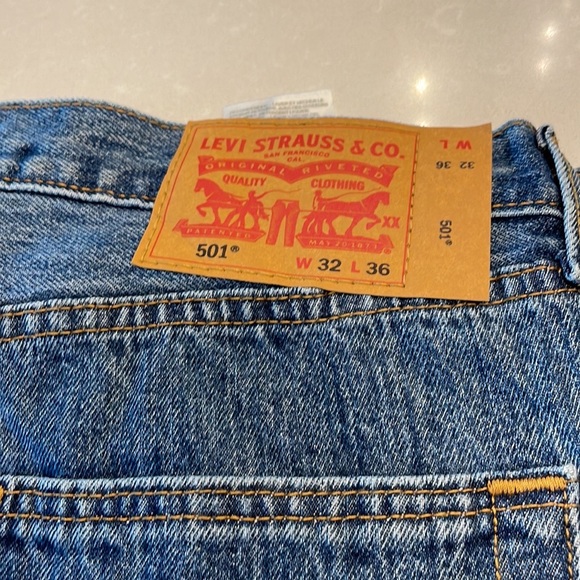 LEVI STRAUSS & CO.
SAN FRANCISCO
CAL.
ORIGINAL RIVETED
QUALITY CLOTHING
XX
PATENTED MAY 20 1873
501®
W 32 L 36
W L
32 36
501®